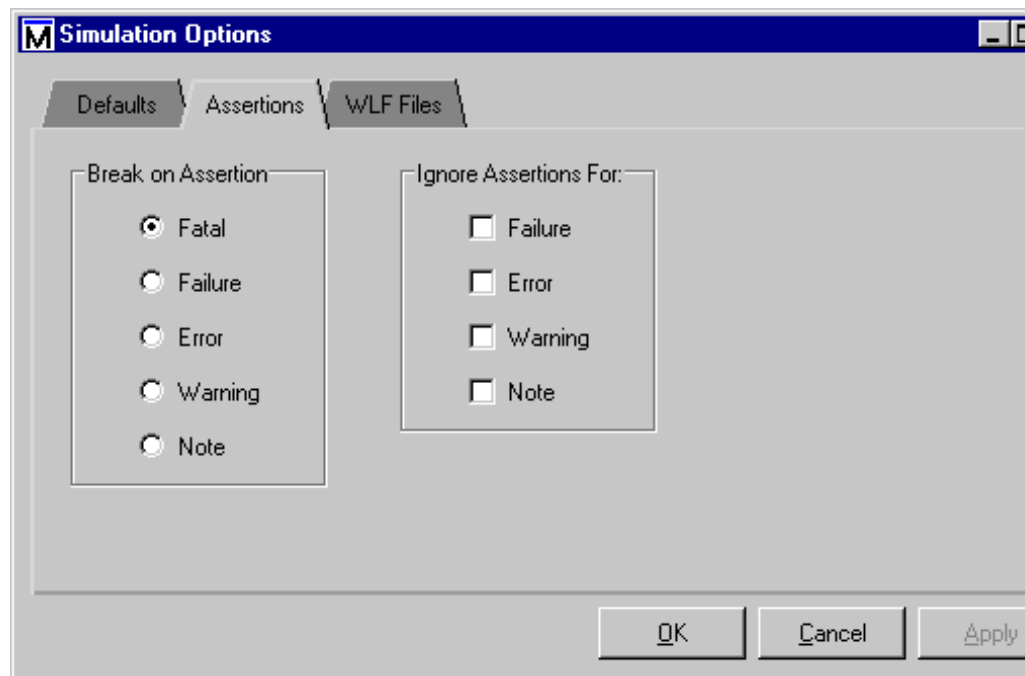 M Simulation Options
Defaults Assertions WLF Files
Break on Assertion
Fatal
Failure
Error
Warning
Note
Ignore Assertions For:
Failure
Error
Warning
Note
OK Cancel Apply